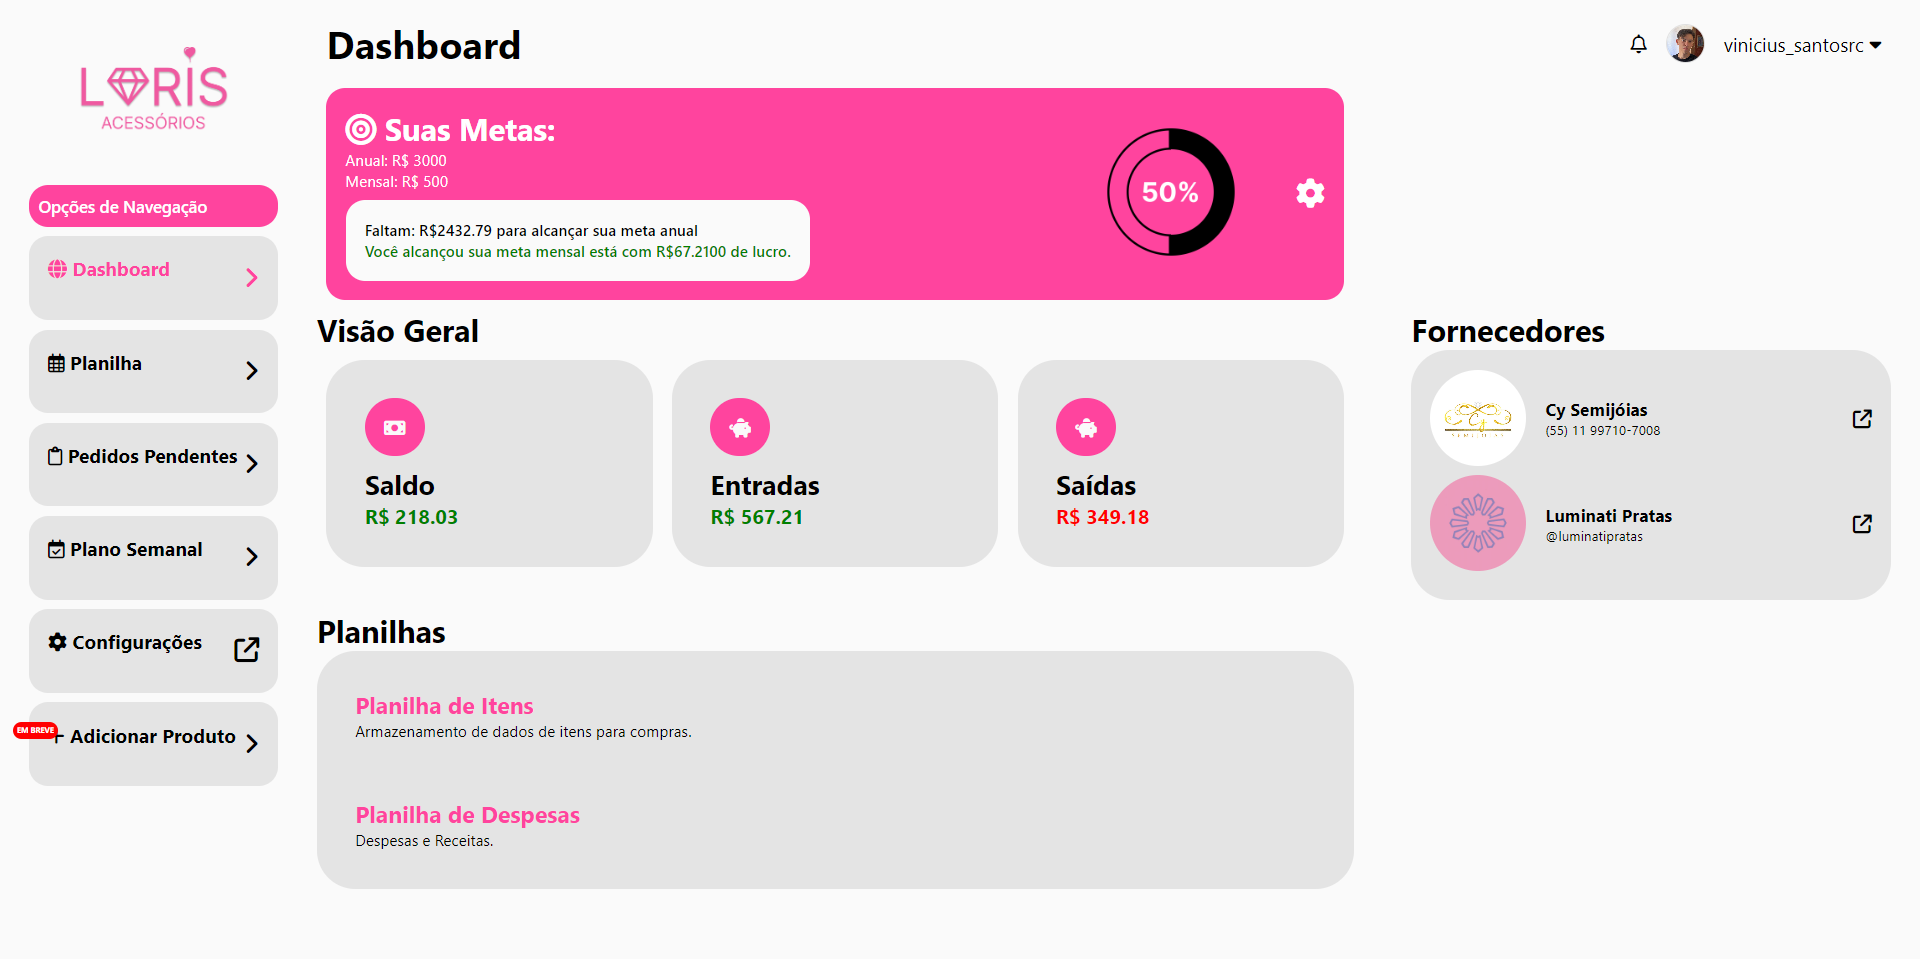 LORIS
ACESSÓRIOS
Opções de Navegação
Dashboard
Planilha
Pedidos Pendentes
Plano Semanal
Configurações
EM BREVE
+ Adicionar Produto
Dashboard
vinicius_santosrc
Suas Metas:
Anual: R$ 3000
Mensal: R$ 500
Faltam: R$2432.79 para alcançar sua meta anual
Você alcançou sua meta mensal está com R$67.2100 de lucro.
50%
Visão Geral
Saldo
R$ 218.03
Entradas
R$ 567.21
Saídas
R$ 349.18
Fornecedores
Cy Semijóias
(55) 11 99710-7008
Luminati Pratas
@luminatipratas
Planilhas
Planilha de Itens
Armazenamento de dados de itens para compras.
Planilha de Despesas
Despesas e Receitas.